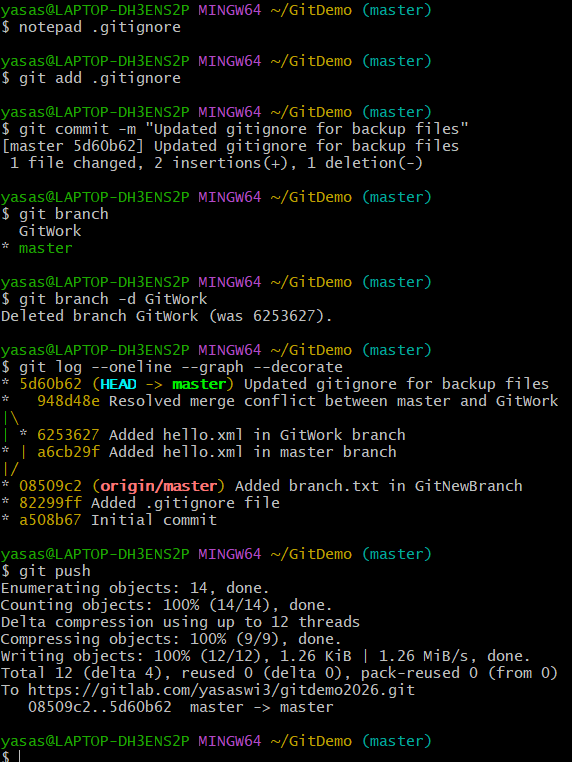 yasas@LAPTOP-DH3ENS2P MINGW64 ~/GitDemo (master)
$ notepad .gitignore
yasas@LAPTOP-DH3ENS2P MINGW64 ~/GitDemo (master)
$ git add .gitignore
yasas@LAPTOP-DH3ENS2P MINGW64 ~/GitDemo (master)
$ git commit -m "Updated gitignore for backup files"
[master 5d60b62] Updated gitignore for backup files
 1 file changed, 2 insertions(+), 1 deletion(-)
yasas@LAPTOP-DH3ENS2P MINGW64 ~/GitDemo (master)
$ git branch
  GitWork
* master
yasas@LAPTOP-DH3ENS2P MINGW64 ~/GitDemo (master)
$ git branch -d GitWork
Deleted branch GitWork (was 6253627).
yasas@LAPTOP-DH3ENS2P MINGW64 ~/GitDemo (master)
$ git log --oneline --graph --decorate
* 5d60b62 (HEAD -> master) Updated gitignore for backup files
*   948d48e Resolved merge conflict between master and GitWork
|\
| * 6253627 Added hello.xml in GitWork branch
* | a6cb29f Added hello.xml in master branch
|/
* 08509c2 (origin/master) Added branch.txt in GitNewBranch
* 82299ff Added .gitignore file
* a508b67 Initial commit
yasas@LAPTOP-DH3ENS2P MINGW64 ~/GitDemo (master)
$ git push
Enumerating objects: 14, done.
Counting objects: 100% (14/14), done.
Delta compression using up to 12 threads
Compressing objects: 100% (9/9), done.
Writing objects: 100% (12/12), 1.26 KiB | 1.26 MiB/s, done.
Total 12 (delta 4), reused 0 (delta 0), pack-reused 0 (from 0)
To https://gitlab.com/yasaswi3/gitdemo2026.git
   08509c2..5d60b62  master -> master
yasas@LAPTOP-DH3ENS2P MINGW64 ~/GitDemo (master)
$